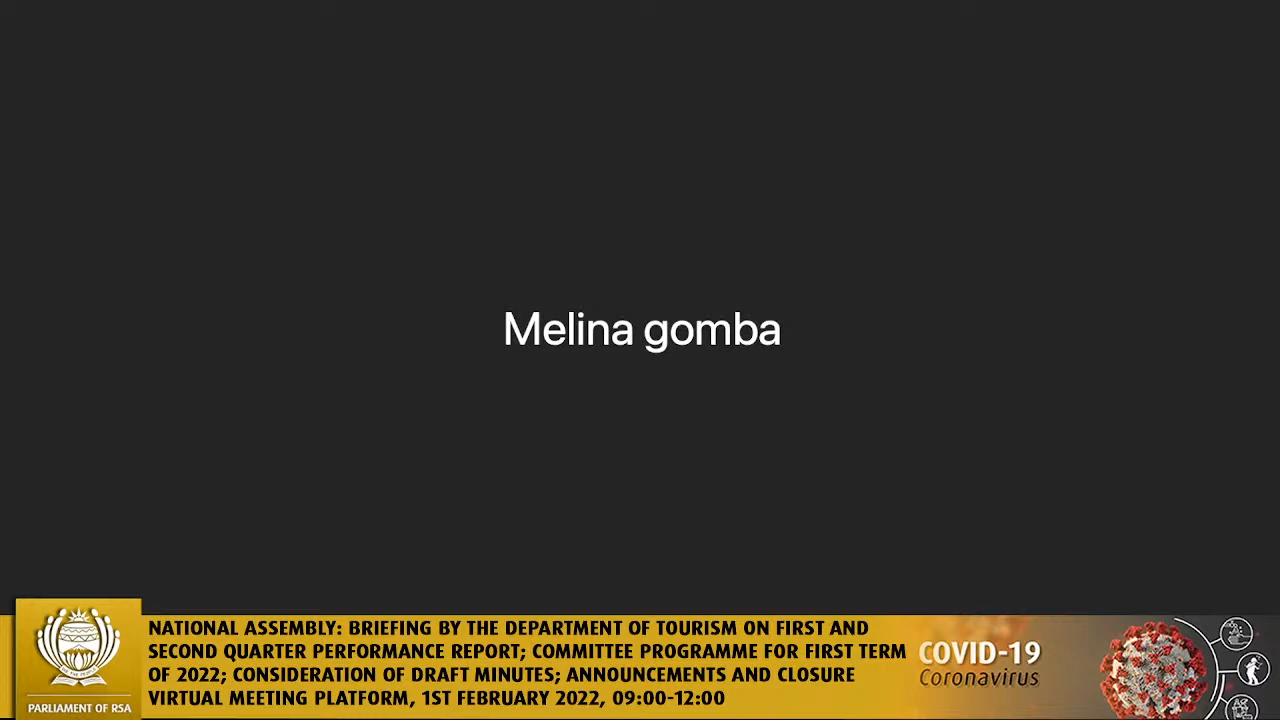 Melina gomba
NATIONAL ASSEMBLY: BRIEFING BY THE DEPARTMENT OF TOURISM ON FIRST AND
SECOND QUARTER PERFORMANCE REPORT; COMMITTEE PROGRAMME FOR FIRST TERM
OF 2022; CONSIDERATION OF DRAFT MINUTES; ANNOUNCEMENTS AND CLOSURE
VIRTUAL MEETING PLATFORM, 1ST FEBRUARY 2022, 09:00-12:00
PARLIAMENT OF RSA
COVID-19
Coronavirus